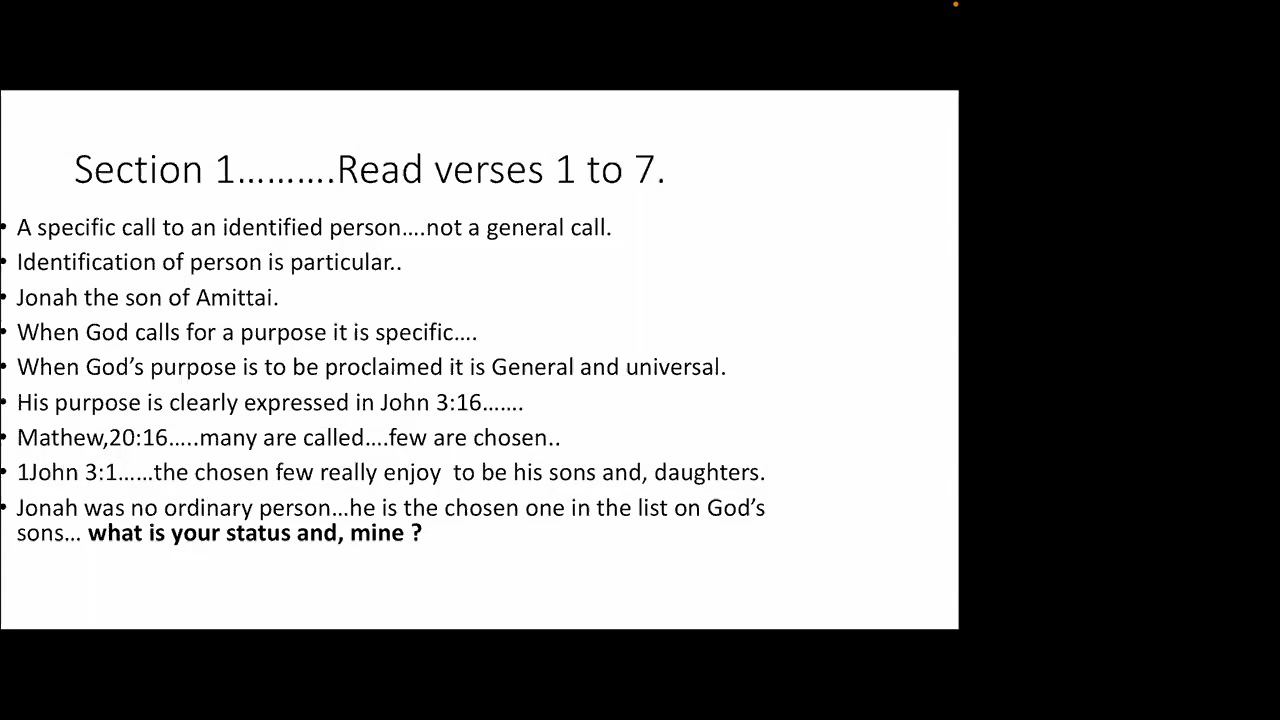 Section 1……….Read verses 1 to 7.
• A specific call to an identified person….not a general call.
• Identification of person is particular..
• Jonah the son of Amittai.
• When God calls for a purpose it is specific….
• When God’s purpose is to be proclaimed it is General and universal.
• His purpose is clearly expressed in John 3:16…….
• Mathew,20:16…..many are called….few are chosen..
• 1John 3:1……the chosen few really enjoy  to be his sons and, daughters.
• Jonah was no ordinary person…he is the chosen one in the list on God’s
sons… what is your status and, mine ?